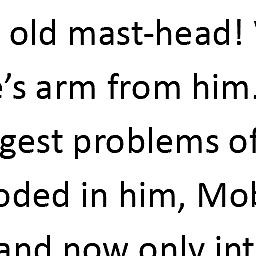 old mast-head!
's arm from him.
gest problems of
oded in him, Mob
and now only int